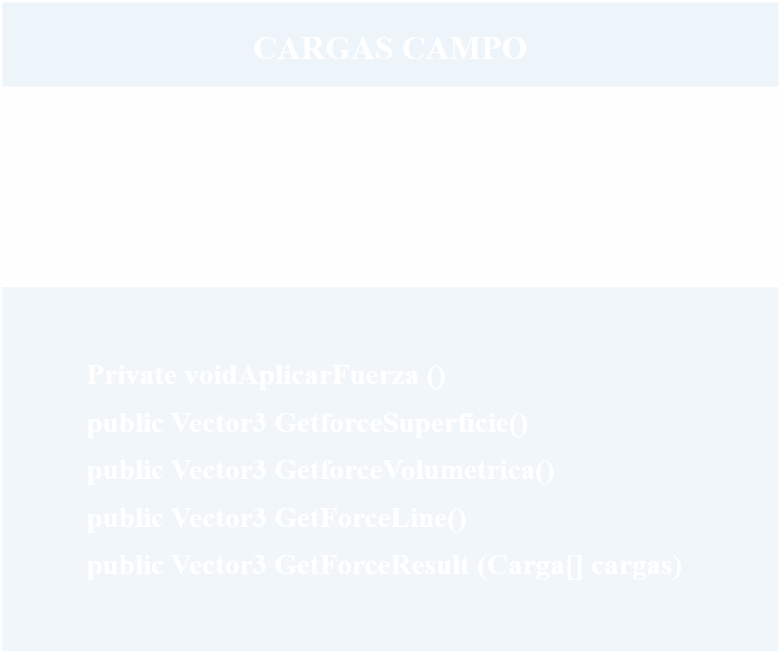 CARGAS CAMPO
Private voidAplicarFuerza ()
public Vector3 GetforceSuperficie()
public Vector3 GetforceVolumetrica()
public Vector3 GetForceLine()
public Vector3 GetForceResult (Carga[] cargas)